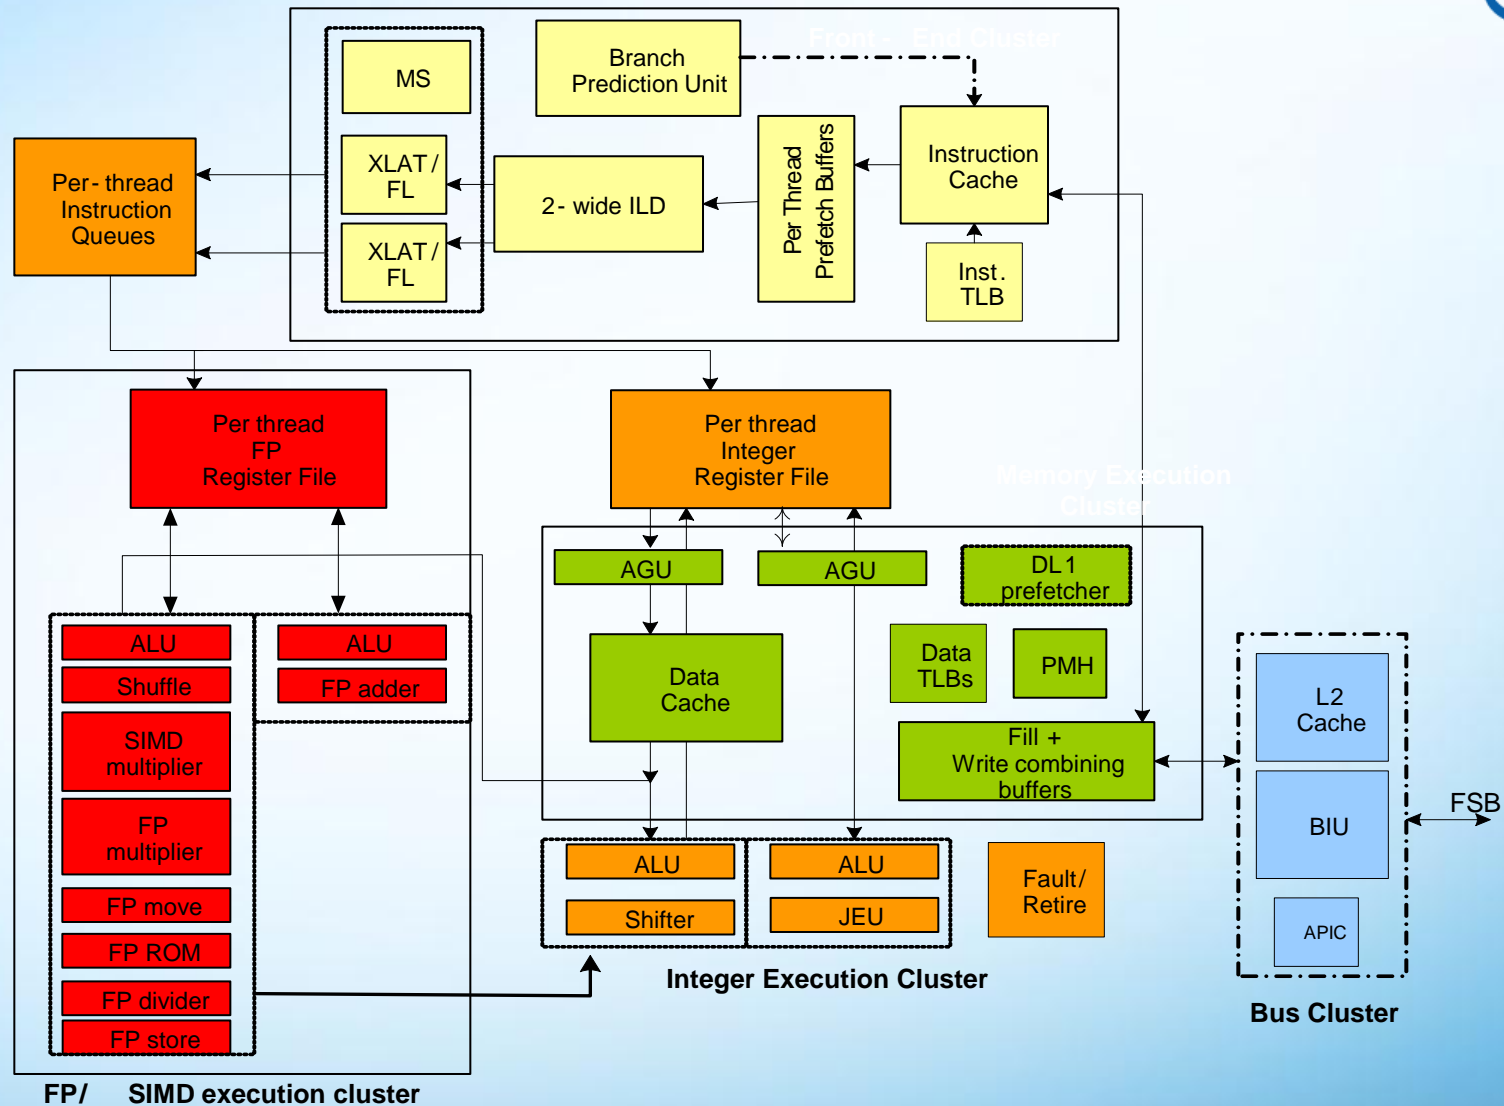 Front - End Cluster
MS
Branch
Prediction Unit
XLAT /
FL
XLAT /
FL
2- wide ILD
Per Thread
Prefetch Buffers
Instruction
Cache
Inst.
TLB
Per- thread
Instruction
Queues
Per thread
FP
Register File
Per thread
Integer
Register File
Memory Execution
Cluster
AGU
AGU
DL1
prefetcher
ALU
Shuffle
SIMD
multiplier
FP
multiplier
FP move
FP ROM
FP divider
FP store
ALU
FP adder
Data
Cache
Data
TLBs
PMH
Fill +
Write combining
buffers
L2
Cache
BIU
APIC
FSB
ALU
Shifter
ALU
JEU
Fault/
Retire
Integer Execution Cluster
Bus Cluster
FP/ SIMD execution cluster